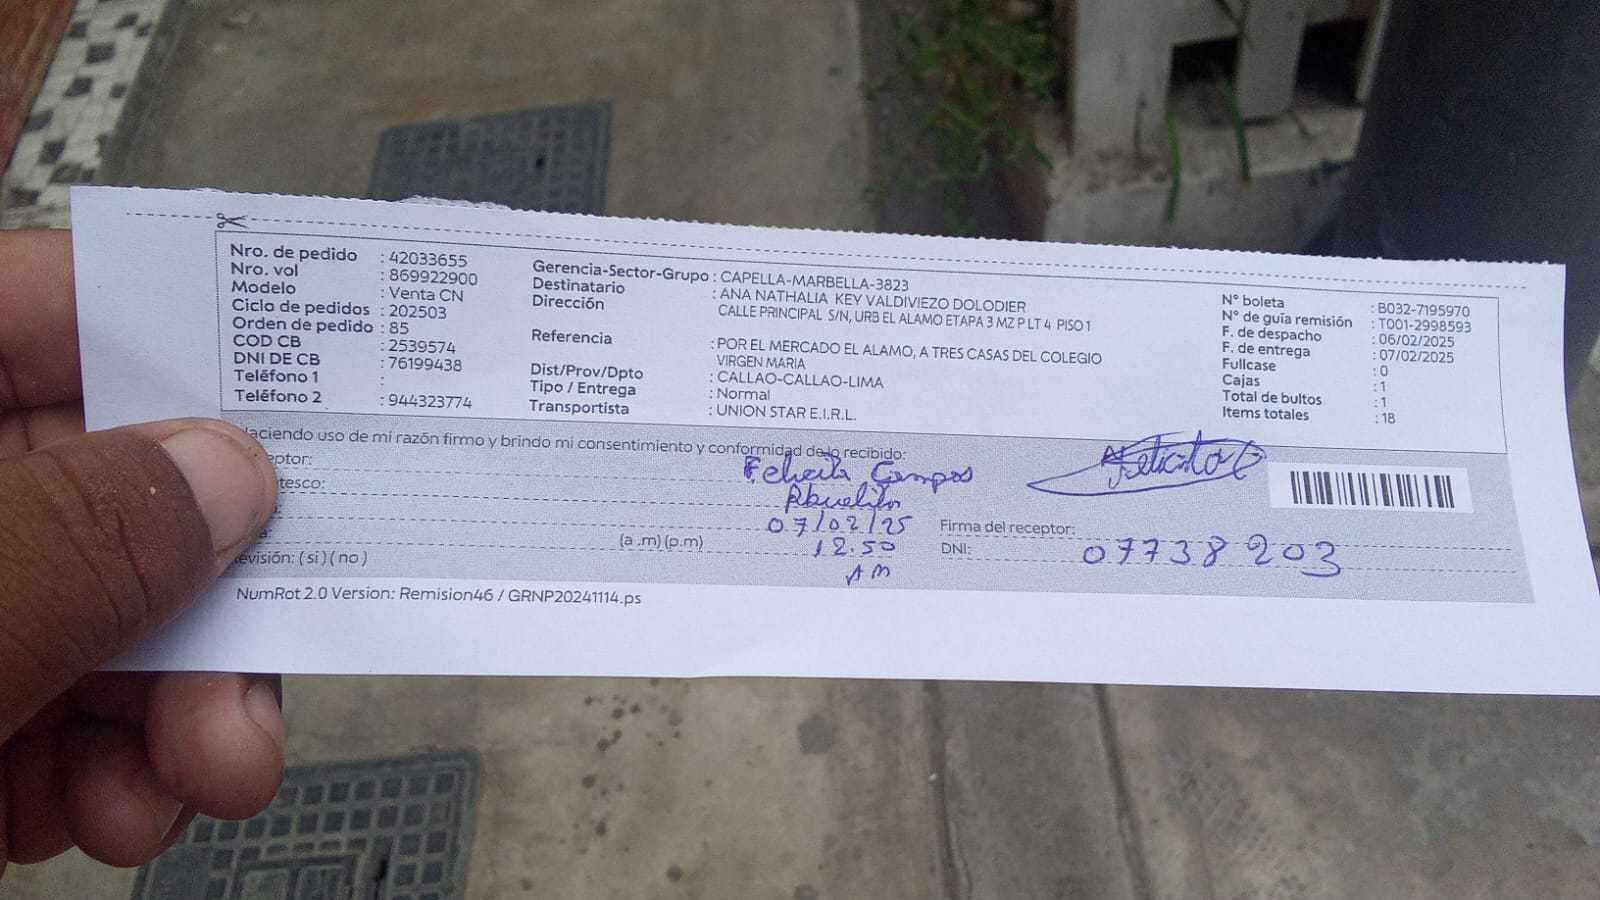 Nro. de pedido : 42033655
Nro. vol : 869922900
Modelo : Venta CN
Ciclo de pedidos : 202503
Orden de pedido : 85
COD CB : 2539574
DNI DE CB : 76199438
Teléfono 1 :
Teléfono 2 : 944323774
Gerencia-Sector-Grupo : CAPELLA-MARBELLA-3823
Destinatario : ANA NATHALIA KEY VALDIVIEZO DOLODIER
Dirección CALLE PRINCIPAL S/N, URB EL ALAMO ETAPA 3 MZ P LT 4 PISO 1
Referencia : POR EL MERCADO EL ALAMO, A TRES CASAS DEL COLEGIO
VIRGEN MARIA
Dist/Prov/Dpto : CALLAO-CALLAO-LIMA
Tipo / Entrega : Normal
Transportista : UNION STAR E.I.R.L.
N° boleta : B032-7195970
N° de guía remisión : T001-2998593
F. de despacho : 06/02/2025
F. de entrega : 07/02/2025
Fullcase : 0
Cajas : 1
Total de bultos : 1
Items totales : 18
aciendo uso de mi razón firmo y brindo mi consentimiento y conformidad de lo recibido:
eptor: Felicita Campos
tesco: Abuelita
07/02/25
(a .m) (p.m) 12.50
AM
evisión: ( si ) ( no )
Firma del receptor:
DNI: 07738203
NumRot 2.0 Version: Remision46 / GRNP20241114.ps